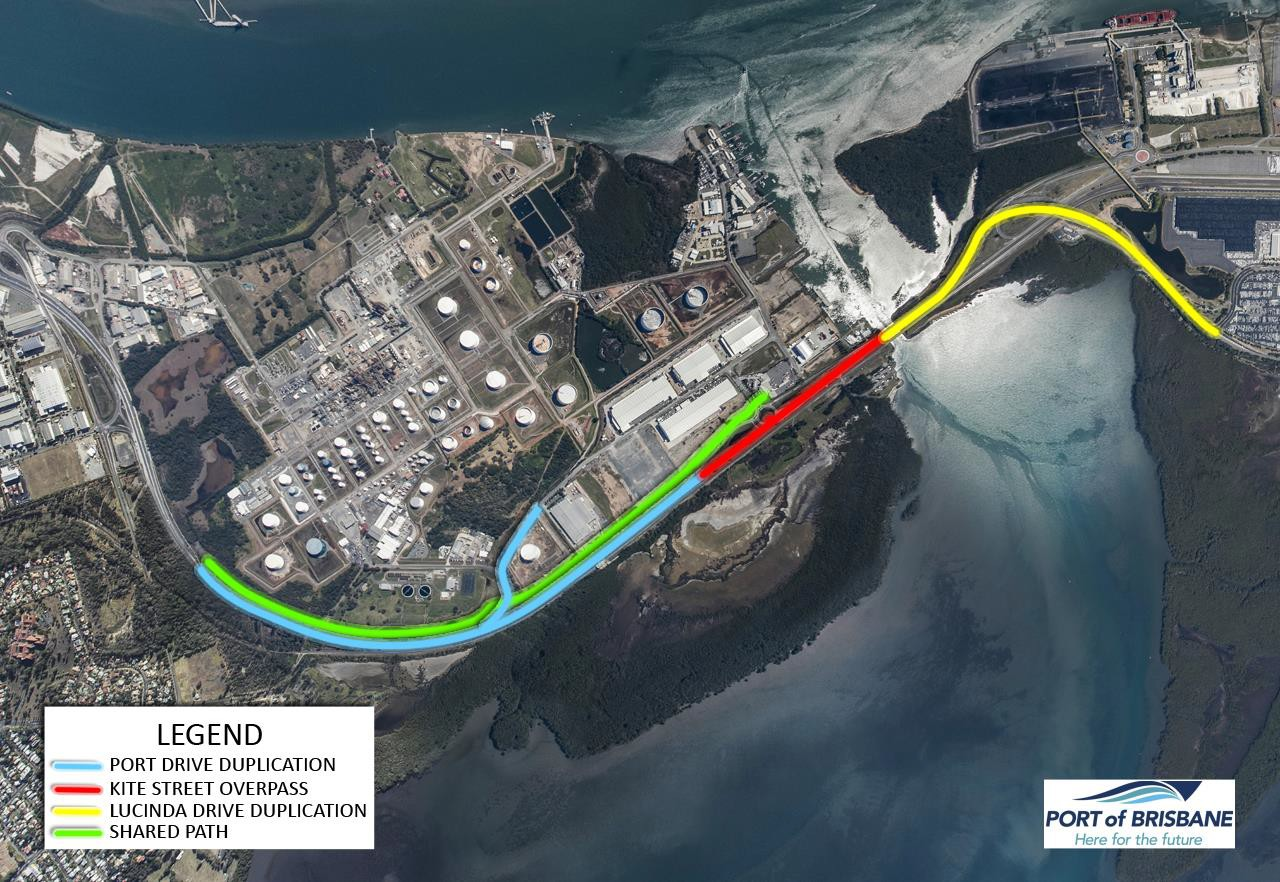 LEGEND
PORT DRIVE DUPLICATION
KITE STREET OVERPASS
LUCINDA DRIVE DUPLICATION
SHARED PATH
PORT of BRISBANE
Here for the future